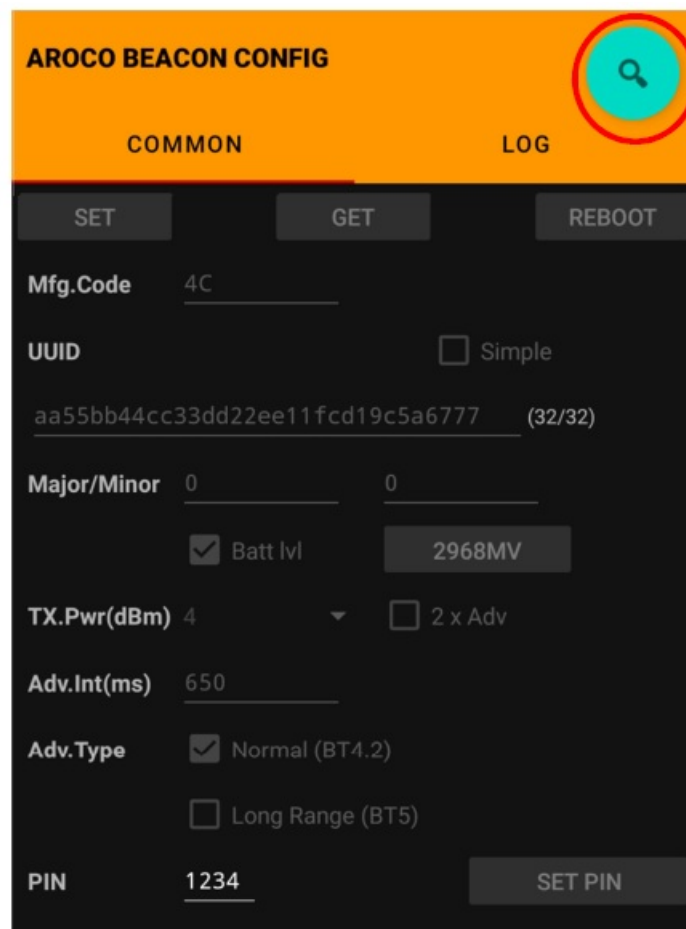 AROCO BEACON CONFIG
COMMON LOG
SET GET REBOOT
Mfg.Code 4C
UUID Simple
aa55bb44cc33dd22ee11fcd19c5a6777 (32/32)
Major/Minor 0 0
Batt lvl 2968MV
TX.Pwr(dBm) 4 2 x Adv
Adv.Int(ms) 650
Adv.Type Normal (BT4.2)
Long Range (BT5)
PIN 1234 SET PIN